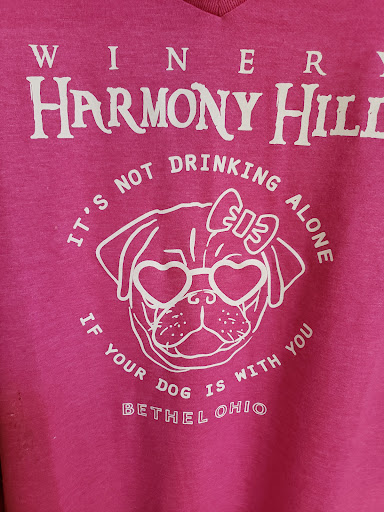 WINERY
HARMONY HILL
IT'S NOT DRINKING ALONE
IF YOUR DOG IS WITH YOU
BETHEL OHIO